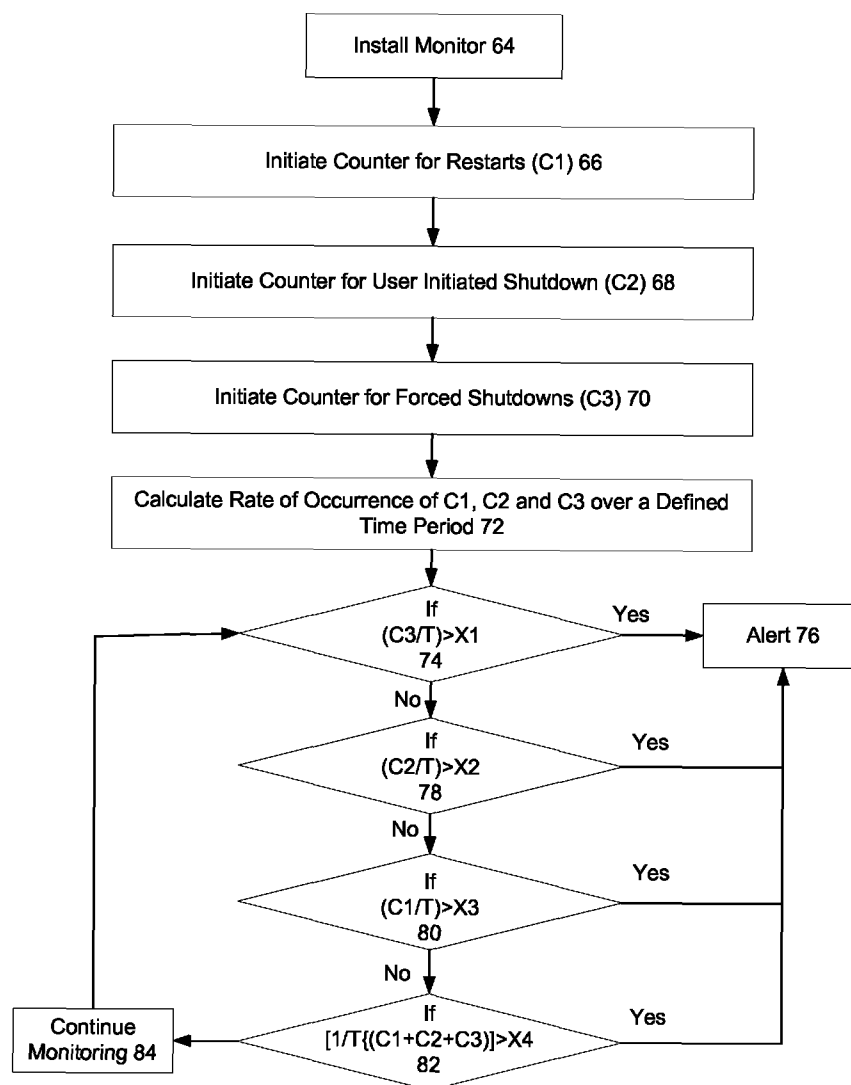 Install Monitor 64
Initiate Counter for Restarts (C1) 66
Initiate Counter for User Initiated Shutdown (C2) 68
Initiate Counter for Forced Shutdowns (C3) 70
Calculate Rate of Occurrence of C1, C2 and C3 over a Defined
Time Period 72
If
(C3/T)>X1
74
Yes
Alert 76
No
If
(C2/T)>X2
78
Yes
No
If
(C1/T)>X3
80
Yes
No
If
[1/T{(C1+C2+C3)]>X4
82
Yes
Continue
Monitoring 84